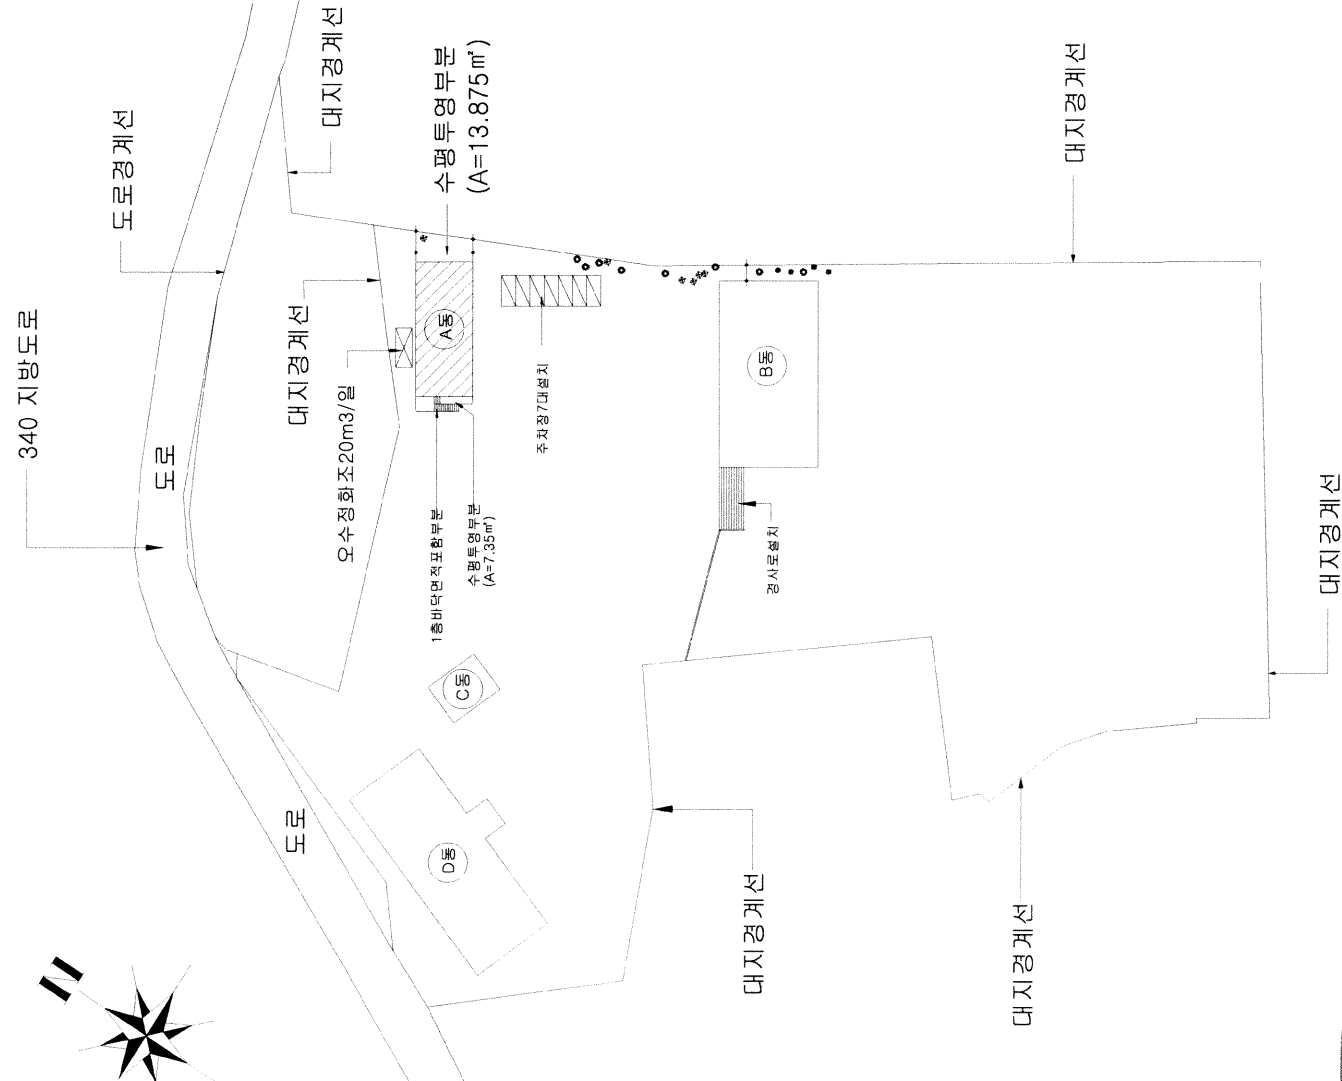 340 지방도로
도로경계선
대지경계선
수평투영부분
(A=13.875㎡)
대지경계선
도로
대지경계선
오수정화조20m3/일
A동
주차장7대설치
B동
1층바닥면적포함부분
수평투영부분
(A=7.35㎡)
경사로설치
대지경계선
C동
도로
D동
대지경계선
대지경계선
N